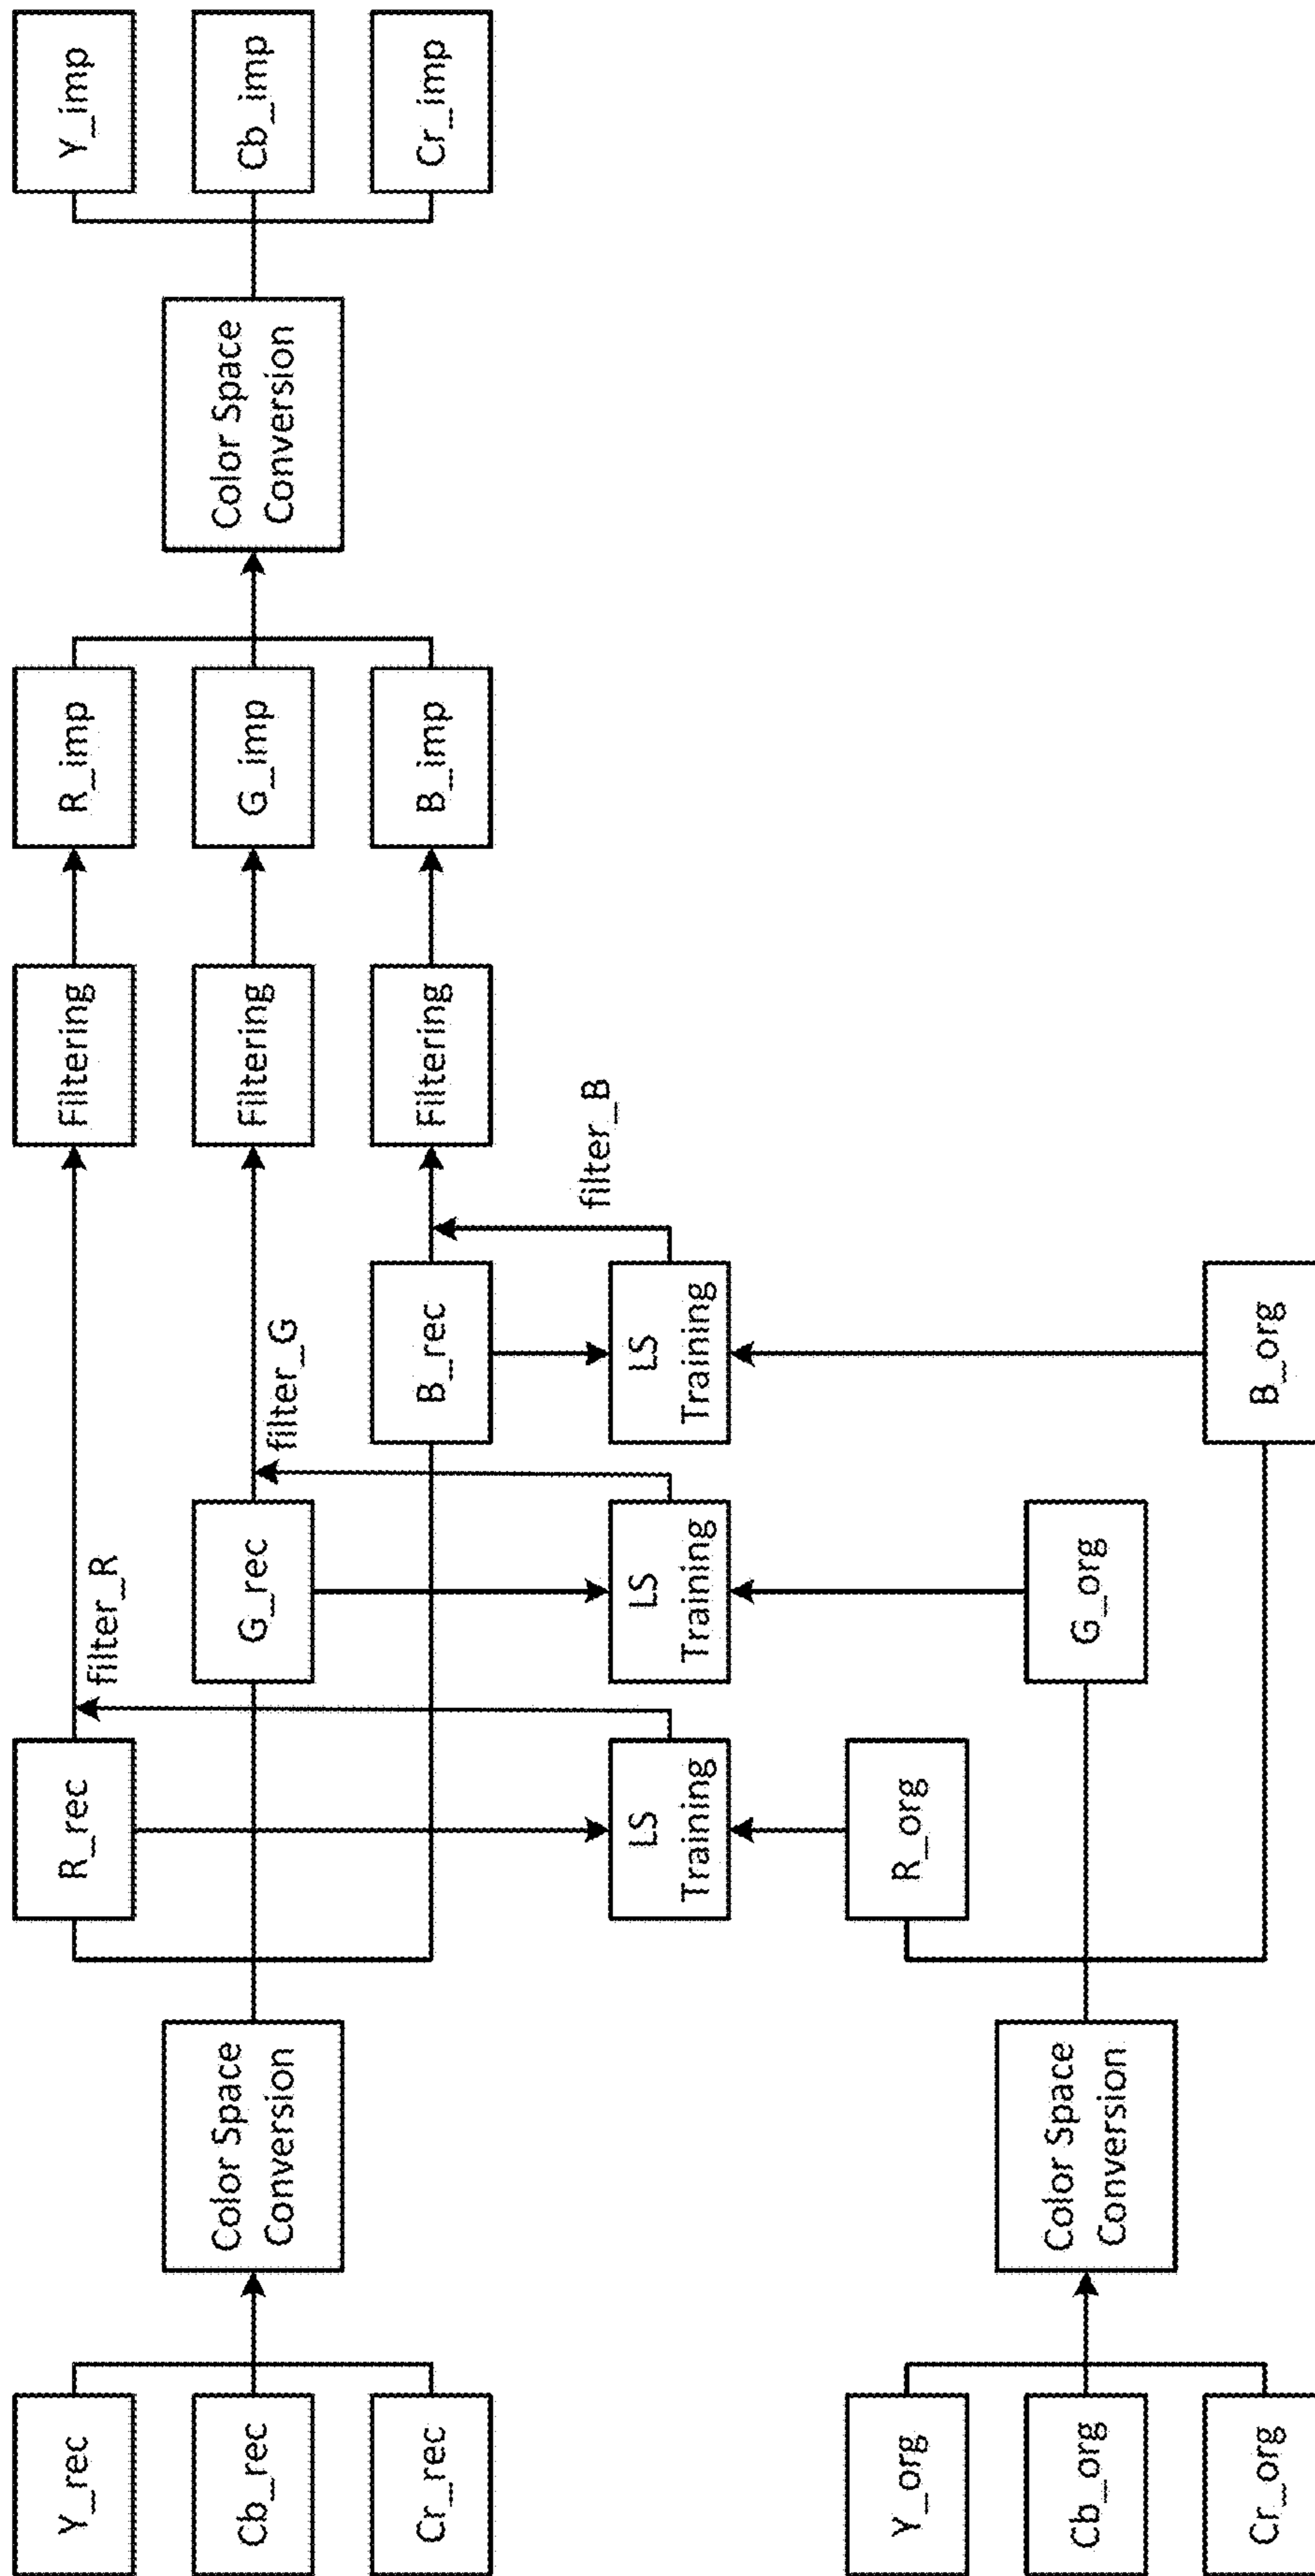 Y_rec
Cb_rec
Cr_rec
Color Space
Conversion
R_rec
G_rec
B_rec
filter_R
filter_G
filter_B
LS
Training
LS
Training
LS
Training
Filtering
Filtering
Filtering
R_imp
G_imp
B_imp
Color Space
Conversion
Y_imp
Cb_imp
Cr_imp
Y_org
Cb_org
Cr_org
Color Space
Conversion
R_org
G_org
B_org